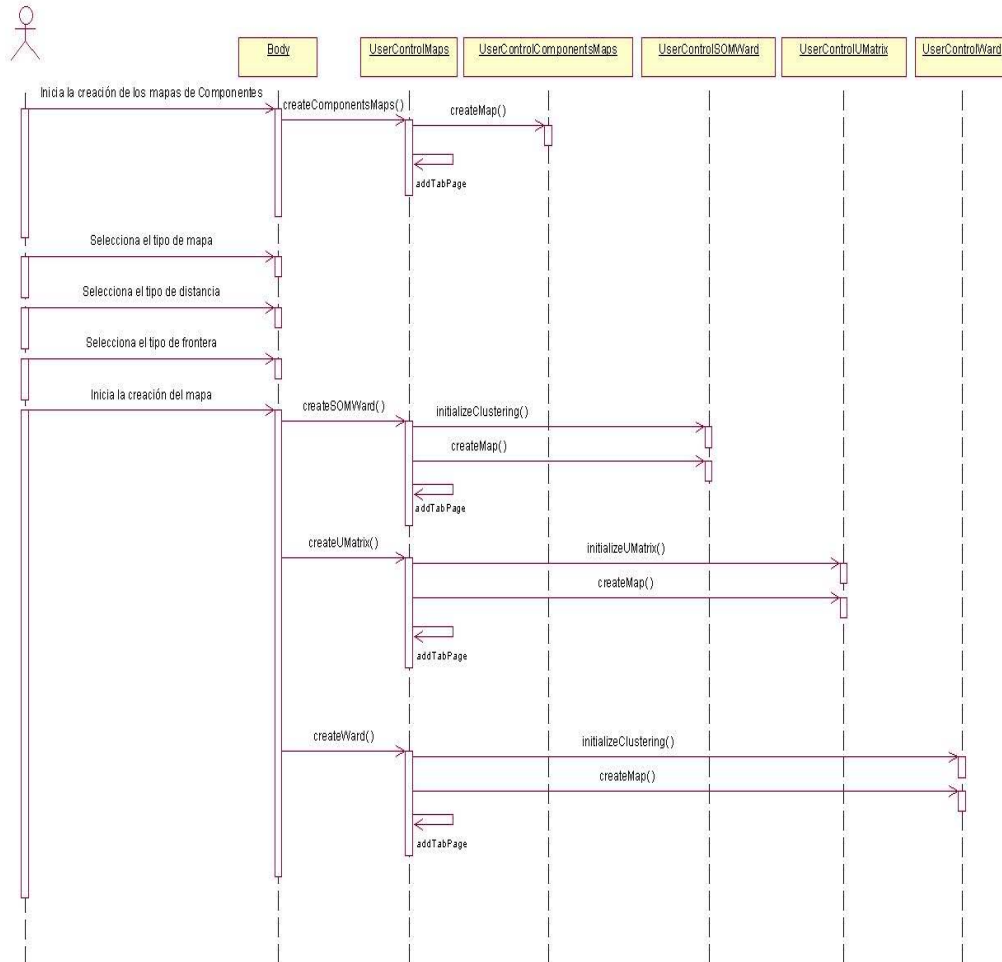 Body
UserControlMaps
UserControlComponentsMaps
UserControlSOMWard
UserControlUMatrix
UserControlWard
Inicia la creación de los mapas de Componentes
createComponentsMaps()
createMap()
addTabPage
Selecciona el tipo de mapa
Selecciona el tipo de distancia
Selecciona el tipo de frontera
Inicia la creación del mapa
createSOMWard()
initializeClustering()
createMap()
addTabPage
createUMatrix()
initializeUMatrix()
createMap()
addTabPage
createWard()
initializeClustering()
createMap()
addTabPage